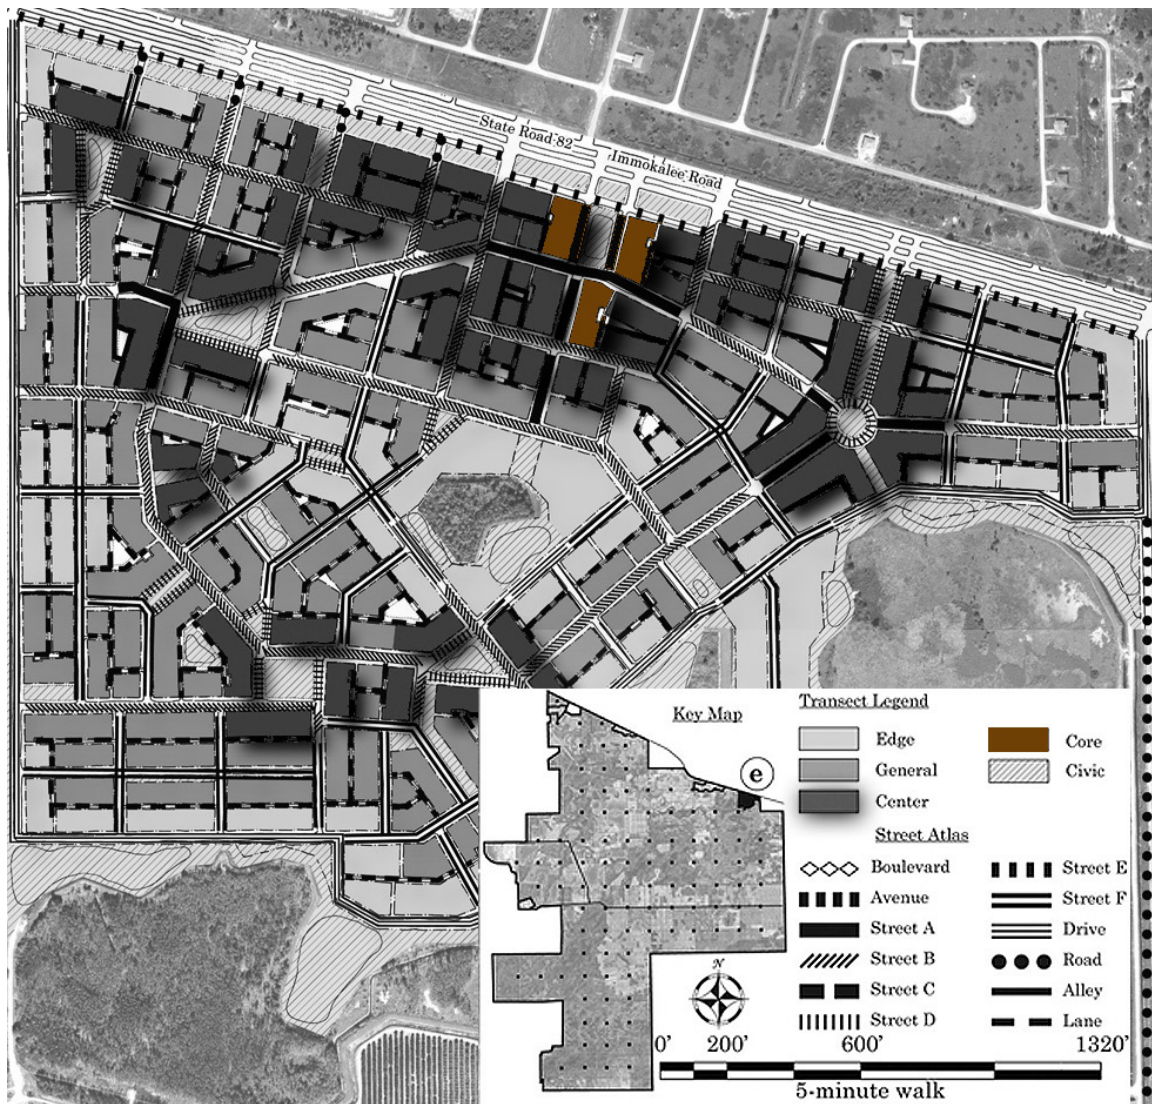 State Road 82
Immokalee Road
Key Map
e
N
Transect Legend
Edge
General
Center
Core
Civic
Street Atlas
Boulevard
Avenue
Street A
Street B
Street C
Street D
Street E
Street F
Drive
Road
Alley
Lane
0' 200' 600' 1320'
5-minute walk